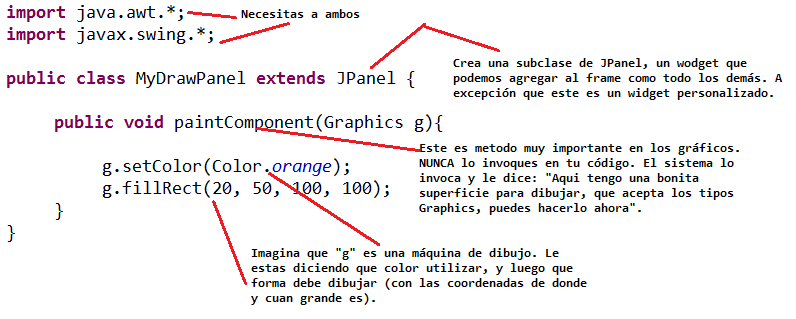 import java.awt.*;
Necesitas a ambos
import javax.swing.*;
Crea una subclase de JPanel, un wodget que
podemos agregar al frame como todo los demás. A
excepción que este es un widget personalizado.
public class MyDrawPanel extends JPanel {
public void paintComponent(Graphics g){
Este es metodo muy importante en los gráficos.
NUNCA lo invoques en tu código. El sistema lo
invoca y le dice: "Aqui tengo una bonita
superficie para dibujar, que acepta los tipos
Graphics, puedes hacerlo ahora".
g.setColor(Color.orange);
g.fillRect(20, 50, 100, 100);
}
}
Imagina que "g" es una máquina de dibujo. Le
estas diciendo que color utilizar, y luego que
forma debe dibujar (con las coordenadas de donde
y cuan grande es).